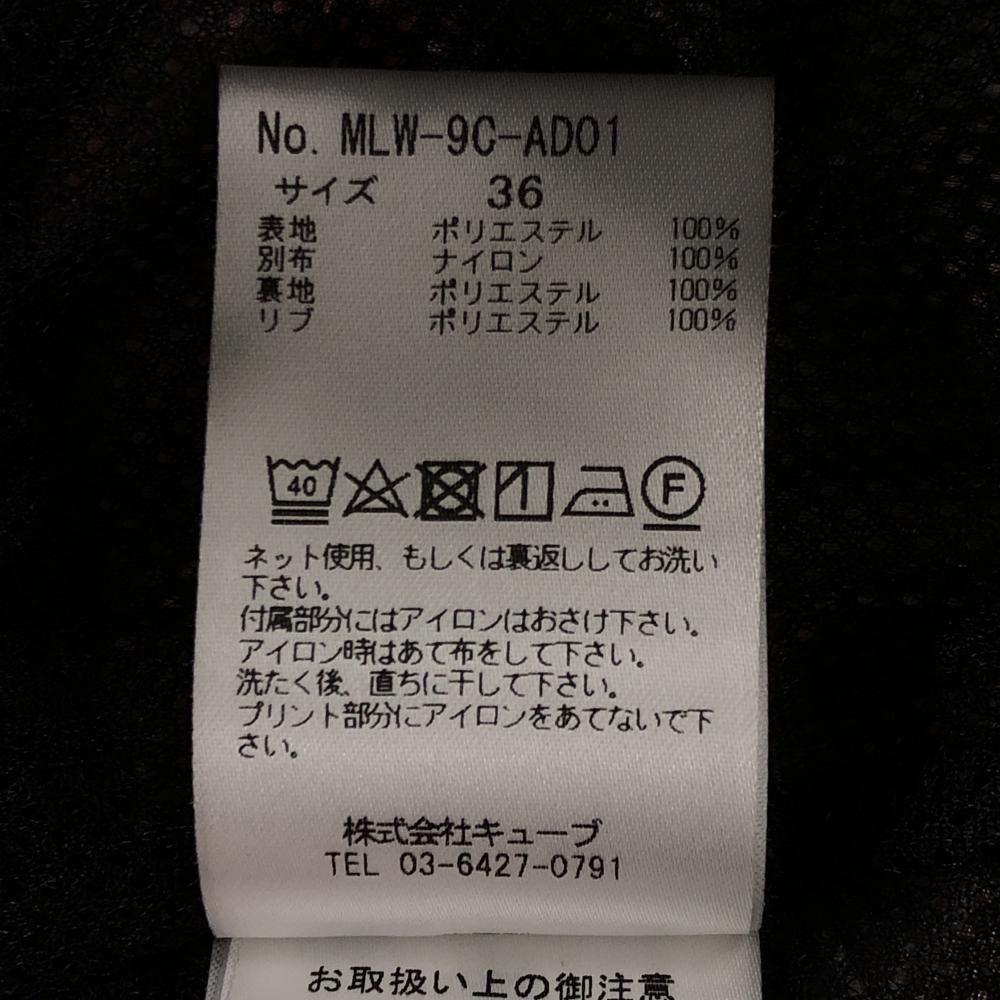 No. MLW-9C-AD01
サイズ 36
表地 ポリエステル 100%
別布 ナイロン 100%
裏地 ポリエステル 100%
リブ ポリエステル 100%
40 F
ネット使用、もしくは裏返ししてお洗い
下さい。
付属部分にはアイロンはおさけ下さい。
アイロン時はあて布をして下さい。
洗たく後、直ちに干して下さい。
プリント部分にアイロンをあてないで下
さい。
株式会社キューブ
TEL 03-6427-0791
お取扱い上の御注意